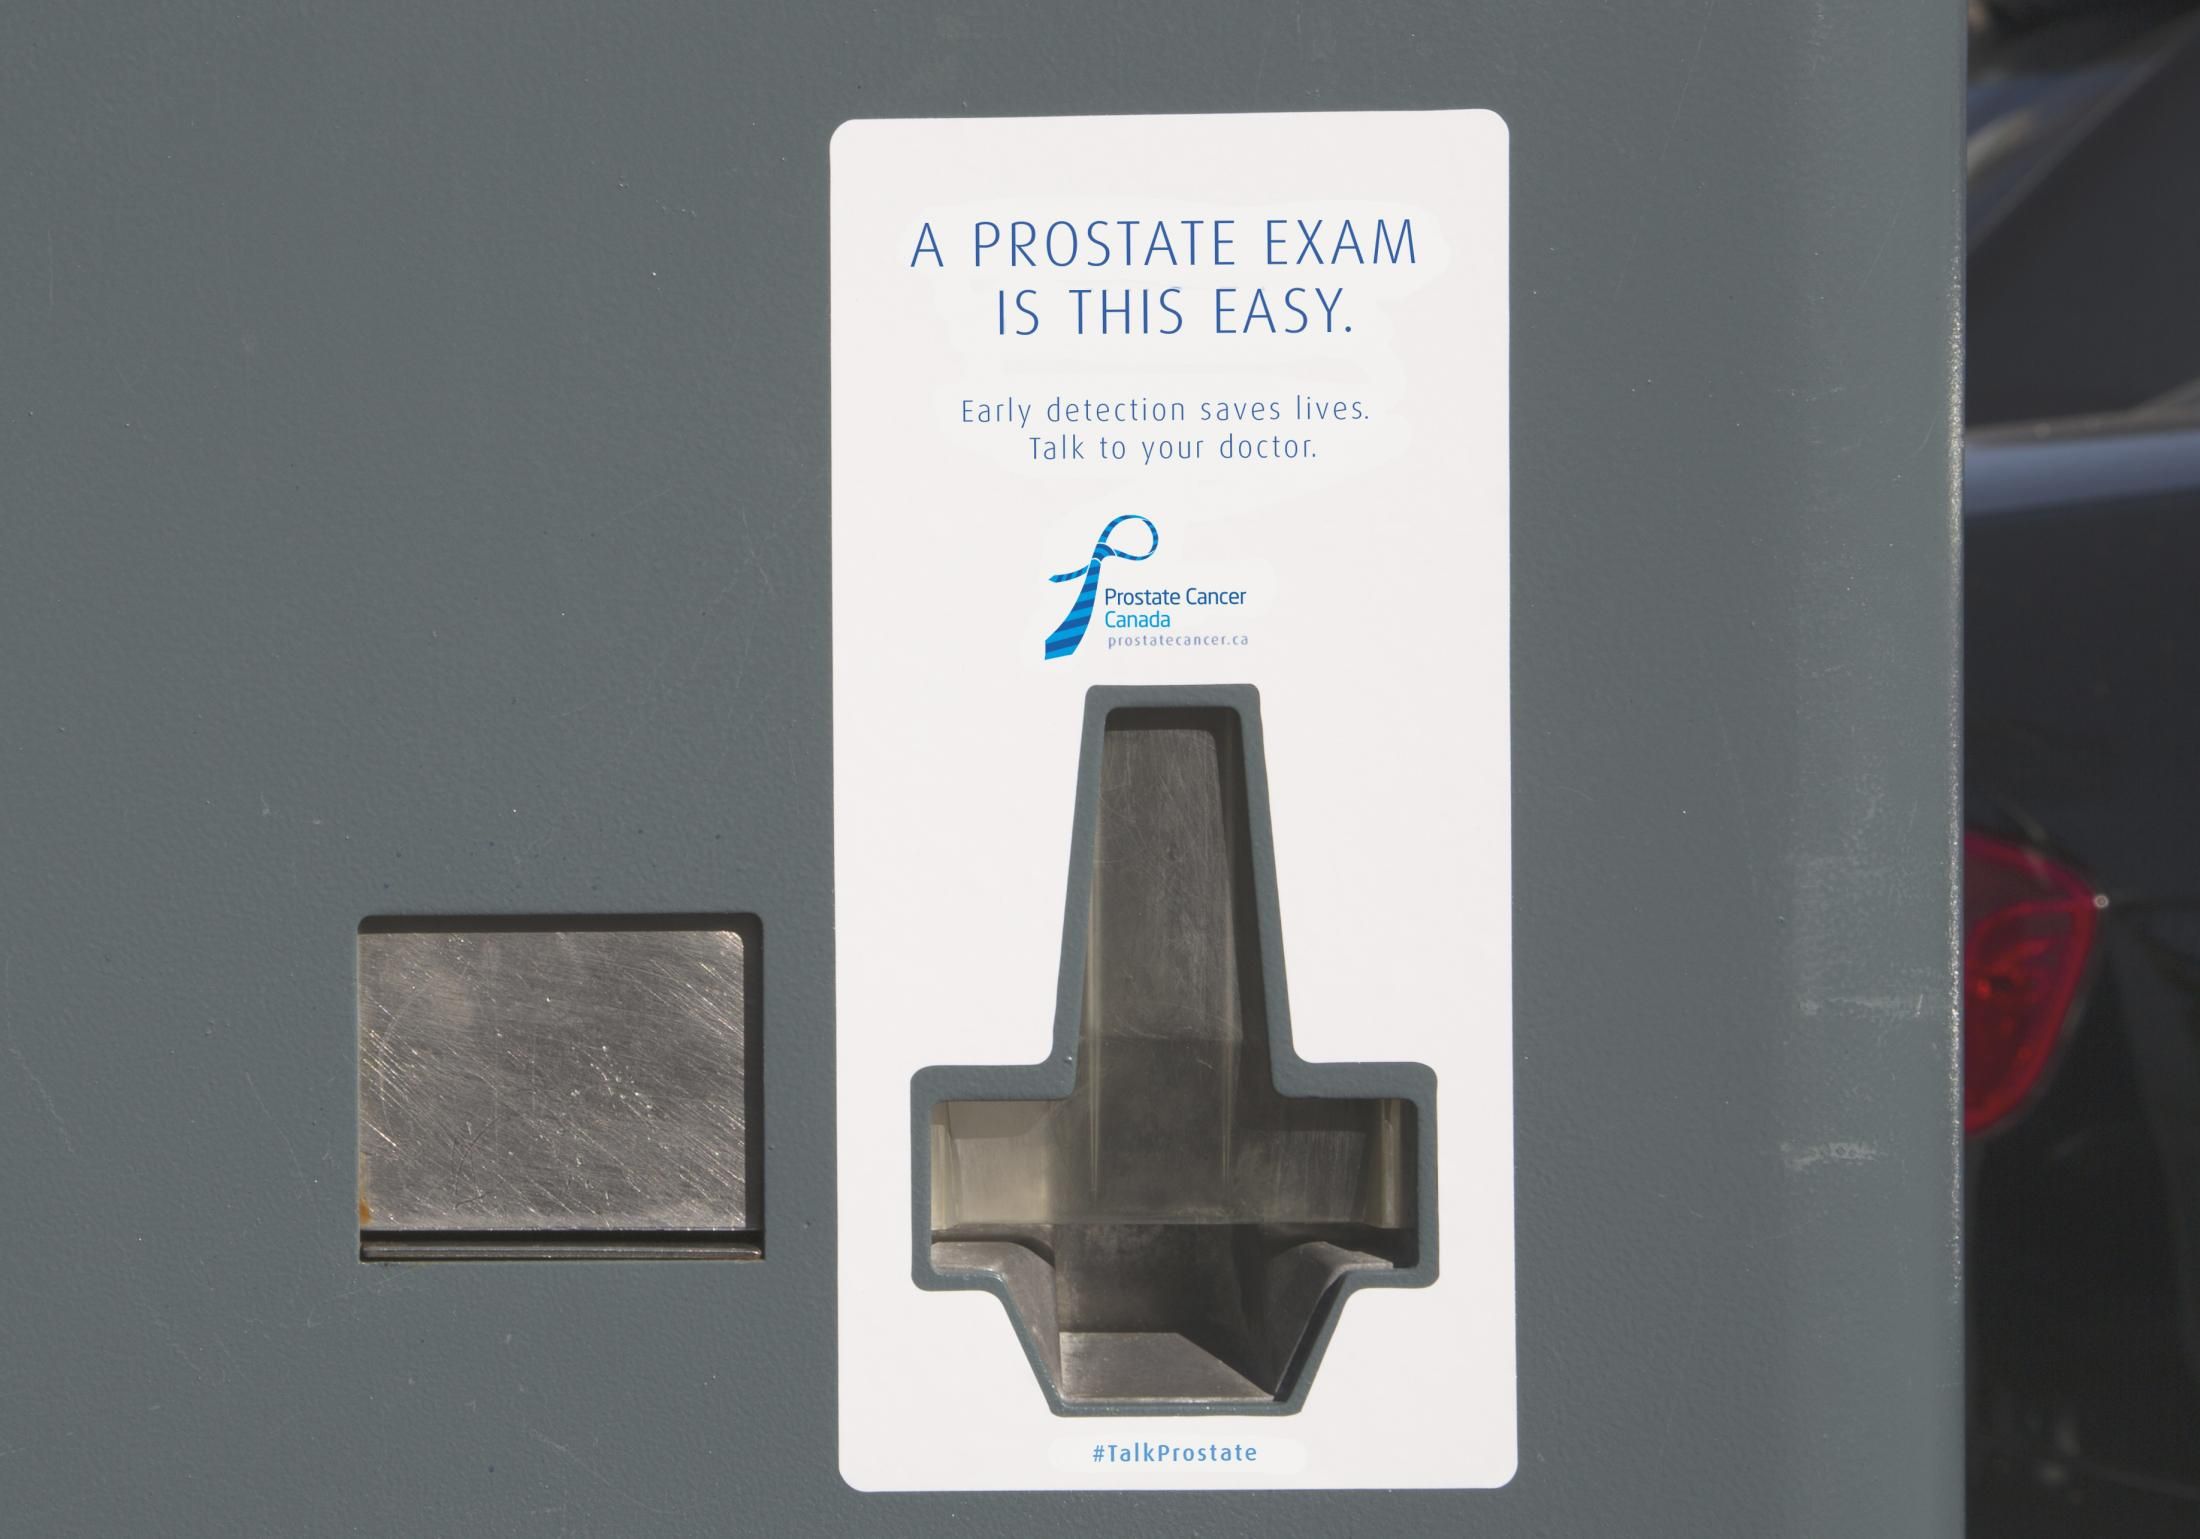 A PROSTATE EXAM
IS THIS EASY.
Early detection saves lives.
Talk to your doctor.
Prostate Cancer
Canada
prostatecancer.ca
#TalkProstate